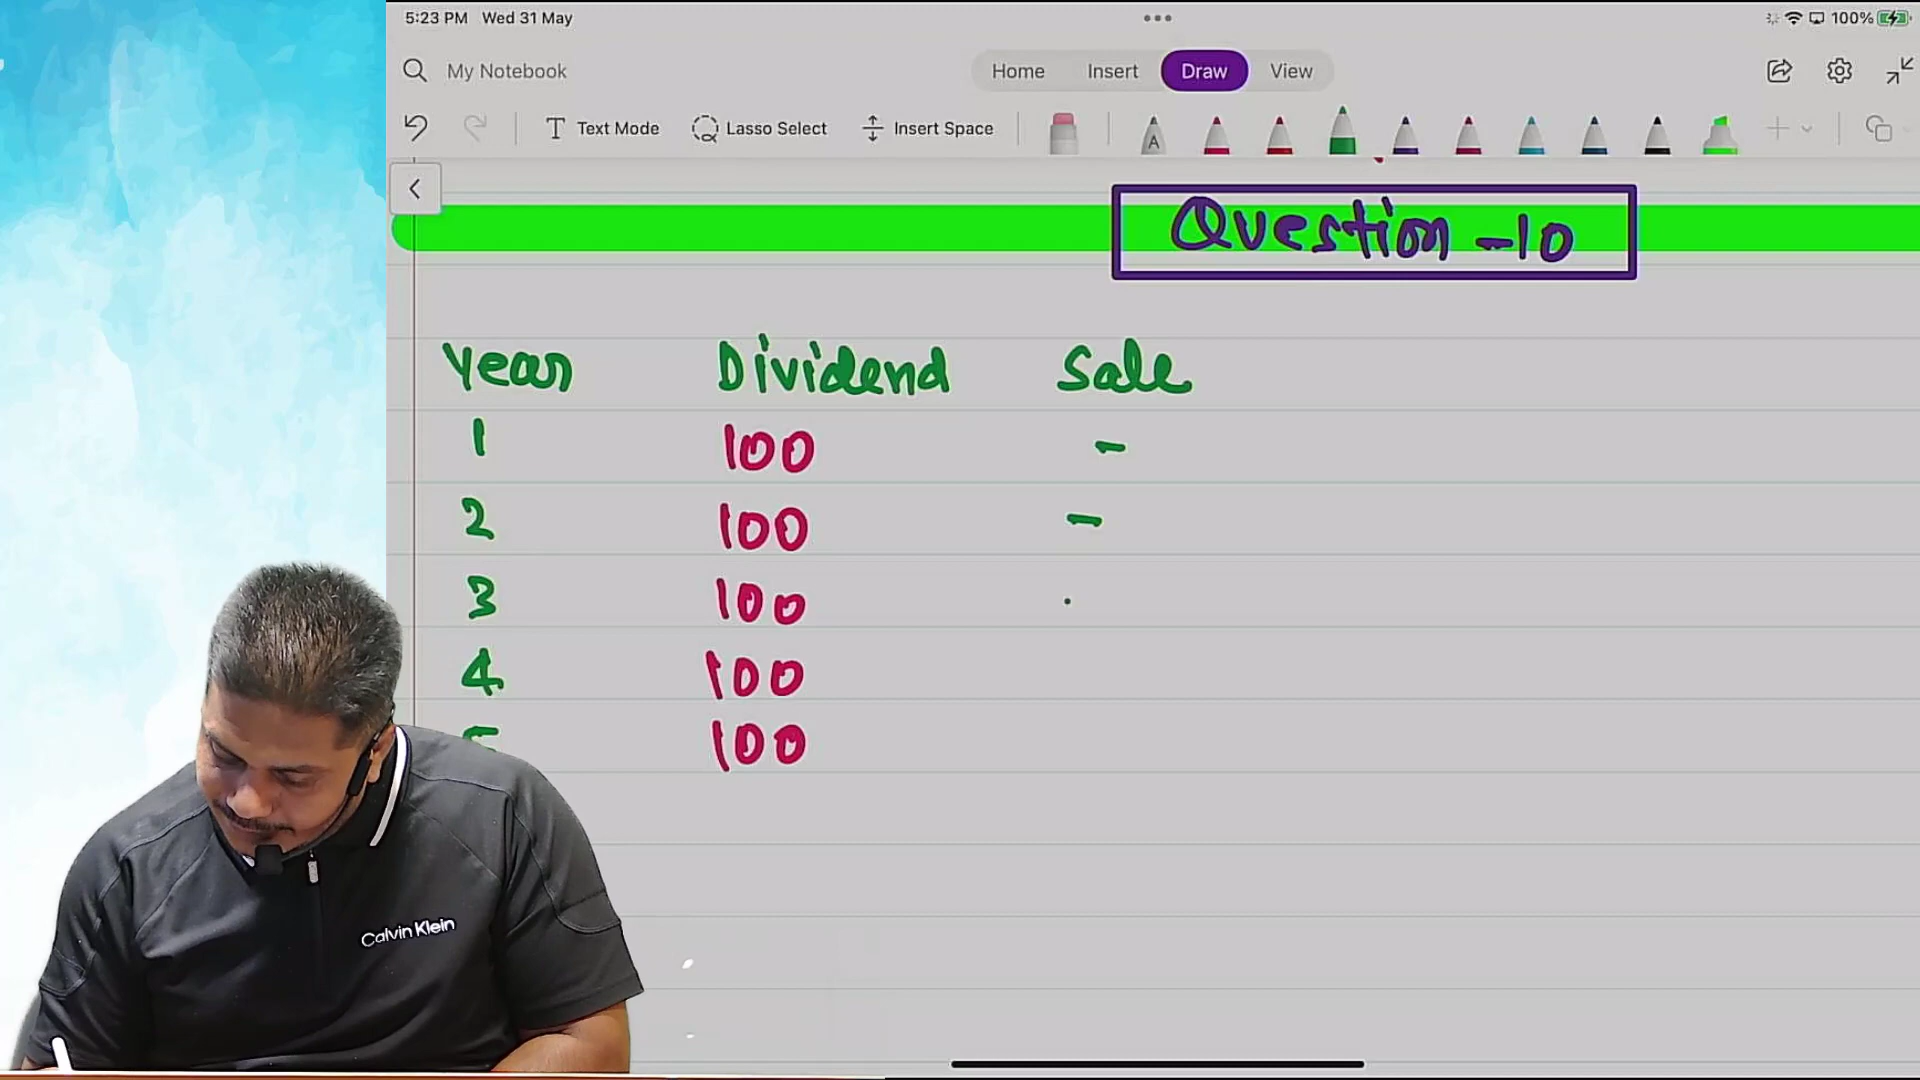 5:23 PM Wed 31 May
100%
My Notebook
Home Insert Draw View
Text Mode Lasso Select Insert Space A
Question -10
Year Dividend Sale
1 100 -
2 100 -
3 100
4 100
100
Calvin Klein